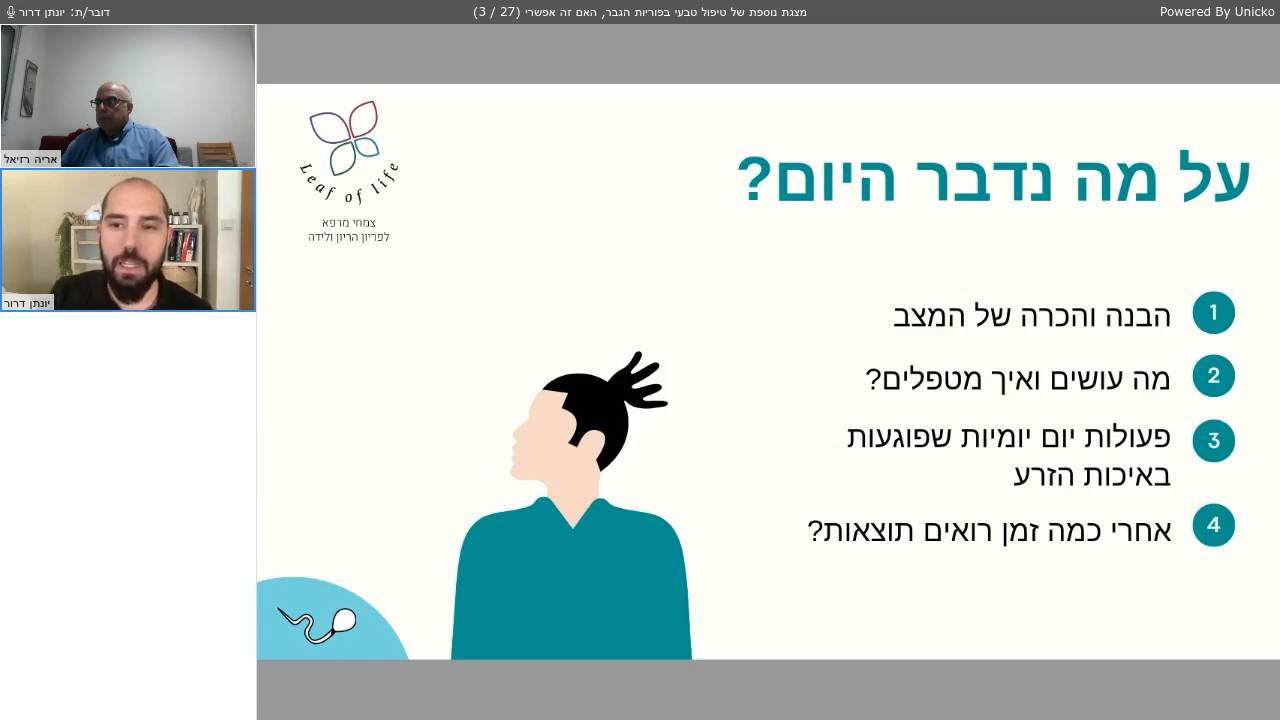 דובר/ת: יונתן דרור
מצגת נוספת של טיפול טבעי בפוריות הגבר, האם זה אפשרי (27 / 3)
Powered By Unicko
אריה רזיאל
יונתן דרור
Leaf of life
צמחי מרפא
לפריון הריון ולידה
על מה נדבר היום?
1 הבנה והכרה של המצב
2 מה עושים ואיך מטפלים?
3 פעולות יום יומיות שפוגעות
באיכות הזרע
4 אחרי כמה זמן רואים תוצאות?